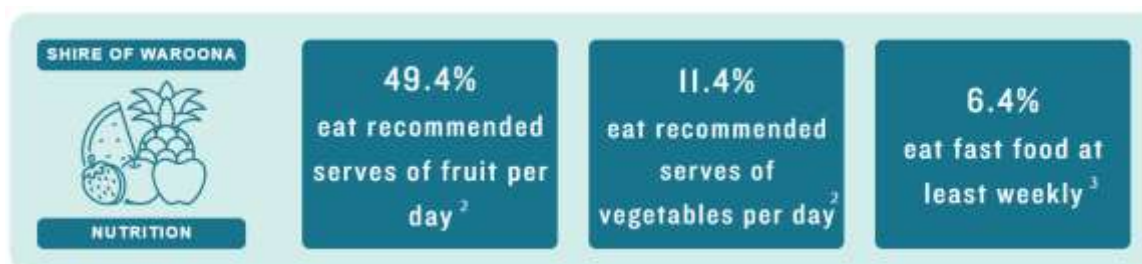 SHIRE OF WAROONA
NUTRITION
49.4%
eat recommended
serves of fruit per
day 2
11.4%
eat recommended
serves of
vegetables per day 2
6.4%
eat fast food at
least weekly 3